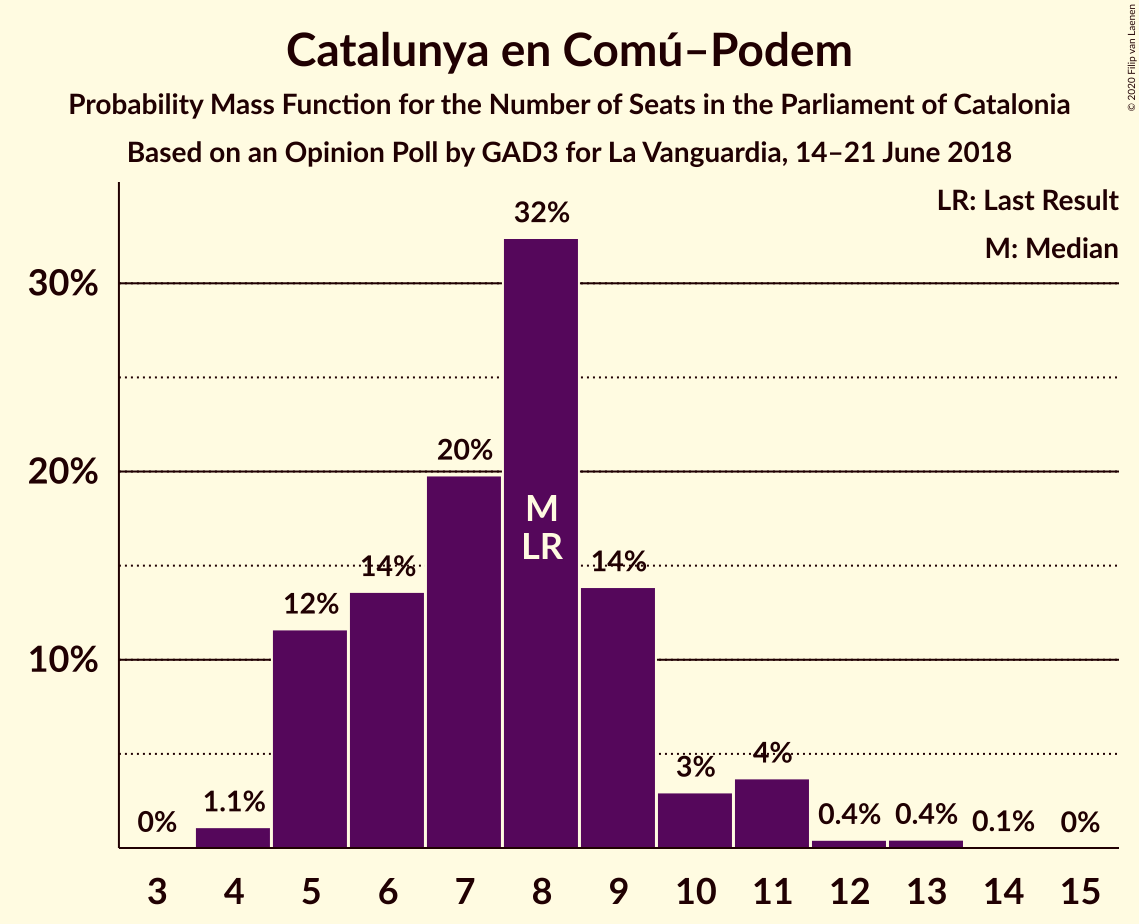 Catalunya en Comú–Podem
Probability Mass Function for the Number of Seats in the Parliament of Catalonia
Based on an Opinion Poll by GAD3 for La Vanguardia, 14–21 June 2018
© 2020 Filip van Laenen
LR: Last Result
M: Median
30%
20%
10%
0%
1.1%
12%
14%
20%
32%
M
LR
14%
3%
4%
0.4%
0.4%
0.1%
0%
3 4 5 6 7 8 9 10 11 12 13 14 15